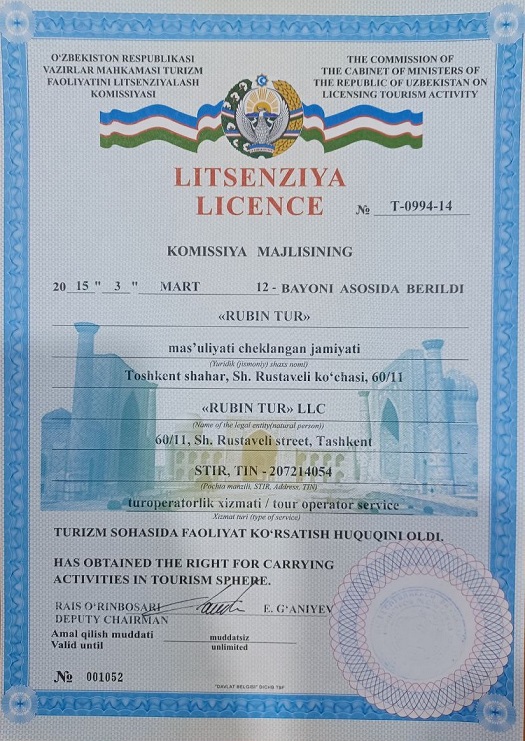 O'ZBEKISTON RESPUBLIKASI
VAZIRLAR MAHKAMASI TURIZM
FAOLIYATINI LITSENZIYALASH
KOMISSIYASI
THE COMMISSION OF
THE CABINET OF MINISTERS OF
THE REPUBLIC OF UZBEKISTAN ON
LICENSING TOURISM ACTIVITY
LITSENZIYA
LICENCE
№ T-0994-14
KOMISSIYA MAJLISINING
20 15 " 3 " MART 12 - BAYONI ASOSIDA BERILDI
«RUBIN TUR»
mas'uliyati cheklangan jamiyati
(Yuridik (jismoniy) shaxs nomi)
Toshkent shahar, Sh. Rustaveli ko'chasi, 60/11
«RUBIN TUR» LLC
(Name of the legal entity(natural person))
60/11, Sh. Rustaveli street, Tashkent
STIR, TIN - 207214054
(Pochta manzili, STIR, Address, TIN)
turoperatorlik xizmati / tour operator service
Xizmat turi (type of service)
TURIZM SOHASIDA FAOLIYAT KO'RSATISH HUQUQINI OLDI.
HAS OBTAINED THE RIGHT FOR CARRYING
ACTIVITIES IN TOURISM SPHERE.
RAIS O'RINBOSARI E. G'ANIYEV
DEPUTY CHAIRMAN
Amal qilish muddati muddatsiz
Valid until unlimited
№ 001052
"DAVLAT BELGISI" DICHB TBF